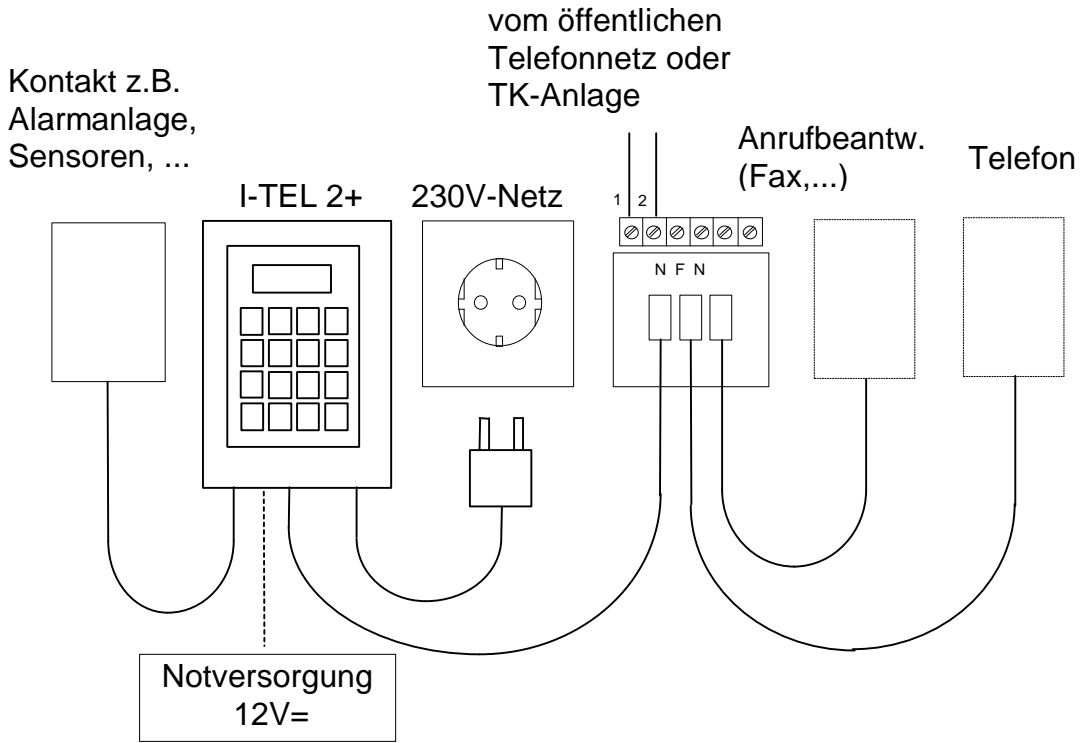 vom öffentlichen
Telefonnetz oder
TK-Anlage
Kontakt z.B.
Alarmanlage,
Sensoren, ...
I-TEL 2+
230V-Netz
Anrufbeantw.
(Fax,...)
Telefon
1 2
N F N
Notversorgung
12V=